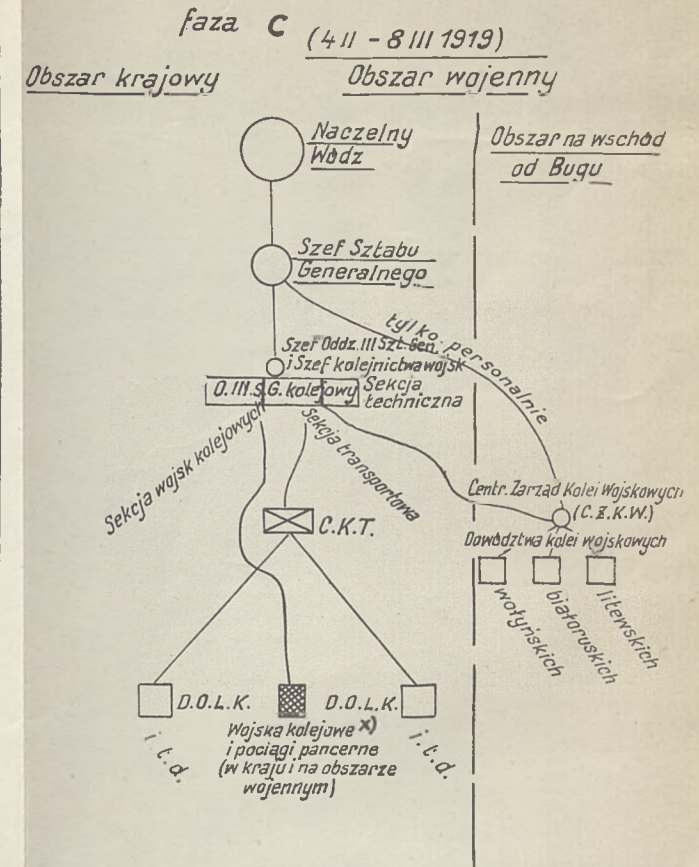 faza C
(4 II - 8 III 1919)
Obszar krajowy
Obszar wojenny
Naczelny
Wódz
Obszar na wschód
od Bugu
Szef Sztabu
Generalnego
tylko personalnie
Szef Oddz. III Szt. Gen.
i Szef kolejnictwa wojsk
O. III. S. G. kolejowy
Sekcja
techniczna
Sekcja wojsk kolejowych
Sekcja transportowa
Centr. Zarząd Kolei Wojskowych
(C.Z.K.W.)
C.K.T.
Dowództwa kolei wojskowych
wołyńskich
białoruskich
litewskich
D.O.L.K.
D.O.L.K.
i. t. d.
Wojska kolejowe x)
i pociągi pancerne
(w kraju i na obszarze
wojennym)
i. t. d.